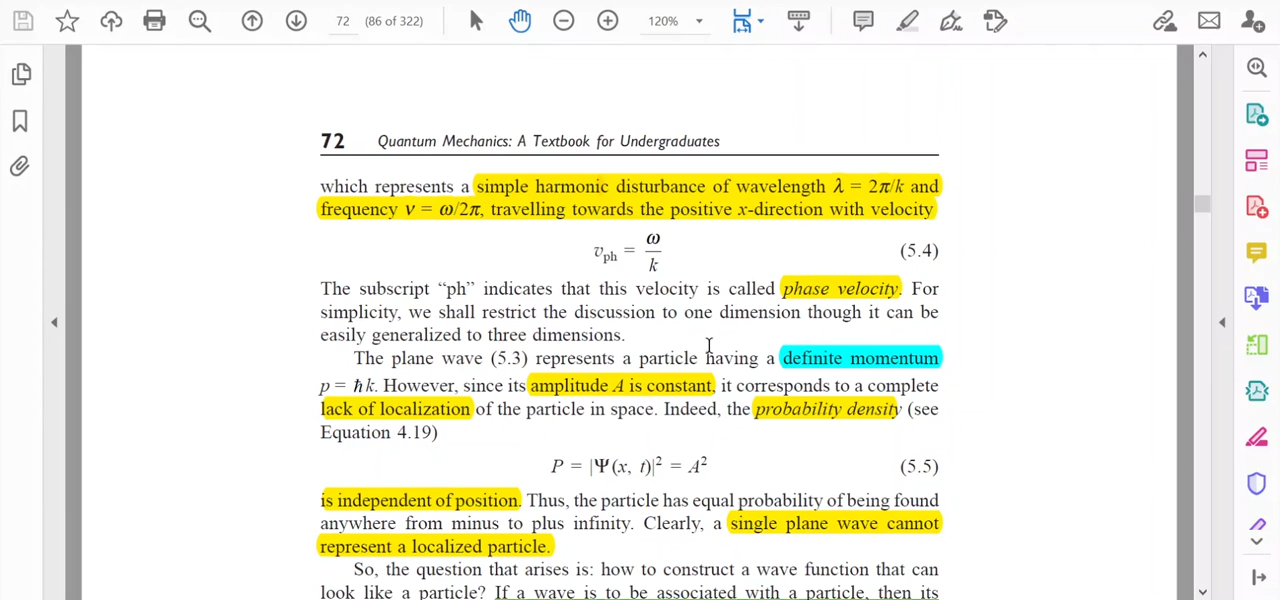 72 (86 of 322) 120%
72 Quantum Mechanics: A Textbook for Undergraduates
which represents a simple harmonic disturbance of wavelength λ = 2π/k and
frequency ν = ω/2π, travelling towards the positive x-direction with velocity
v_ph = ω/k (5.4)
The subscript “ph” indicates that this velocity is called phase velocity. For
simplicity, we shall restrict the discussion to one dimension though it can be
easily generalized to three dimensions.
The plane wave (5.3) represents a particle having a definite momentum
p = ℏk. However, since its amplitude A is constant, it corresponds to a complete
lack of localization of the particle in space. Indeed, the probability density (see
Equation 4.19)
P = |Ψ(x, t)|² = A² (5.5)
is independent of position. Thus, the particle has equal probability of being found
anywhere from minus to plus infinity. Clearly, a single plane wave cannot
represent a localized particle.
So, the question that arises is: how to construct a wave function that can
look like a particle? If a wave is to be associated with a particle, then its